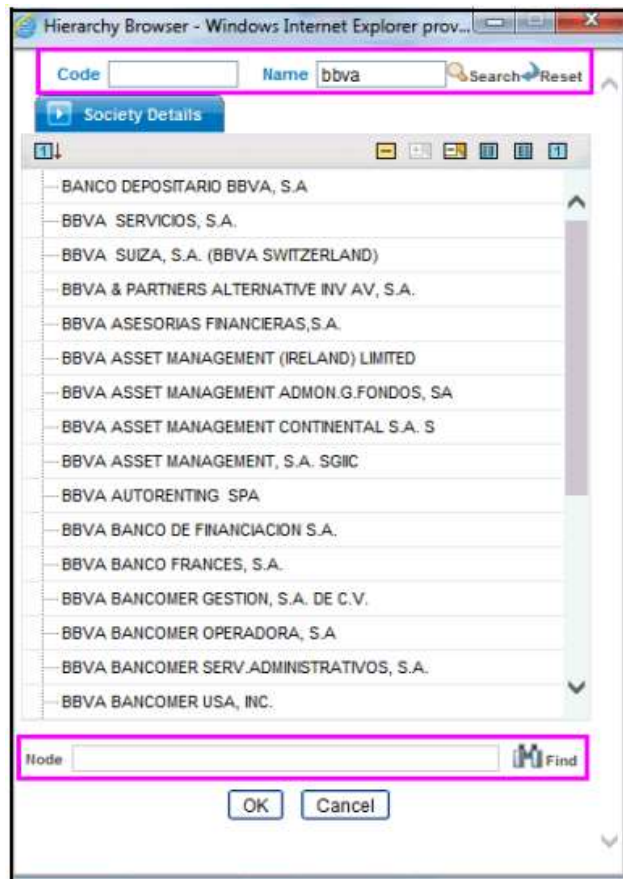 Hierarchy Browser - Windows Internet Explorer prov...
Code Name bbva Search Reset
Society Details
BANCO DEPOSITARIO BBVA, S.A
BBVA SERVICIOS, S.A.
BBVA SUIZA, S.A. (BBVA SWITZERLAND)
BBVA & PARTNERS ALTERNATIVE INV AV, S.A.
BBVA ASESORIAS FINANCIERAS,S.A.
BBVA ASSET MANAGEMENT (IRELAND) LIMITED
BBVA ASSET MANAGEMENT ADMON.G.FONDOS, SA
BBVA ASSET MANAGEMENT CONTINENTAL S.A. S
BBVA ASSET MANAGEMENT, S.A. SGIIC
BBVA AUTORENTING SPA
BBVA BANCO DE FINANCIACION S.A.
BBVA BANCO FRANCES, S.A.
BBVA BANCOMER GESTION, S.A. DE C.V.
BBVA BANCOMER OPERADORA, S.A
BBVA BANCOMER SERV.ADMINISTRATIVOS, S.A.
BBVA BANCOMER USA, INC.
Node Find
OK Cancel